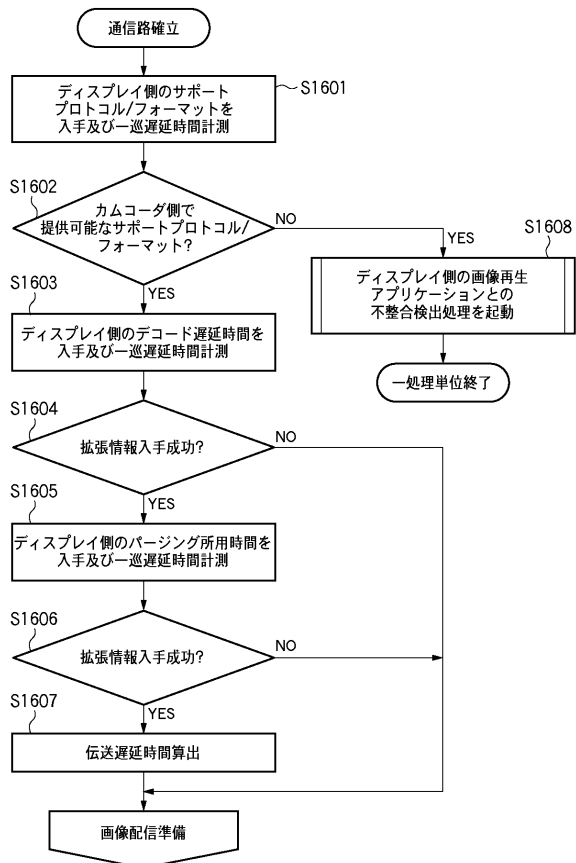 通信路確立
ディスプレイ側のサポート
プロトコル/フォーマットを
入手及び一巡遅延時間計測
S1601
S1602
カムコーダ側で
提供可能なサポートプロトコル/
フォーマット?
NO
YES
S1608
ディスプレイ側の画像再生
アプリケーションとの
不整合検出処理を起動
一処理単位終了
YES
S1603
ディスプレイ側のデコード遅延時間を
入手及び一巡遅延時間計測
S1604
拡張情報入手成功?
NO
YES
S1605
ディスプレイ側のパージング所用時間を
入手及び一巡遅延時間計測
S1606
拡張情報入手成功?
NO
YES
S1607
伝送遅延時間算出
画像配信準備